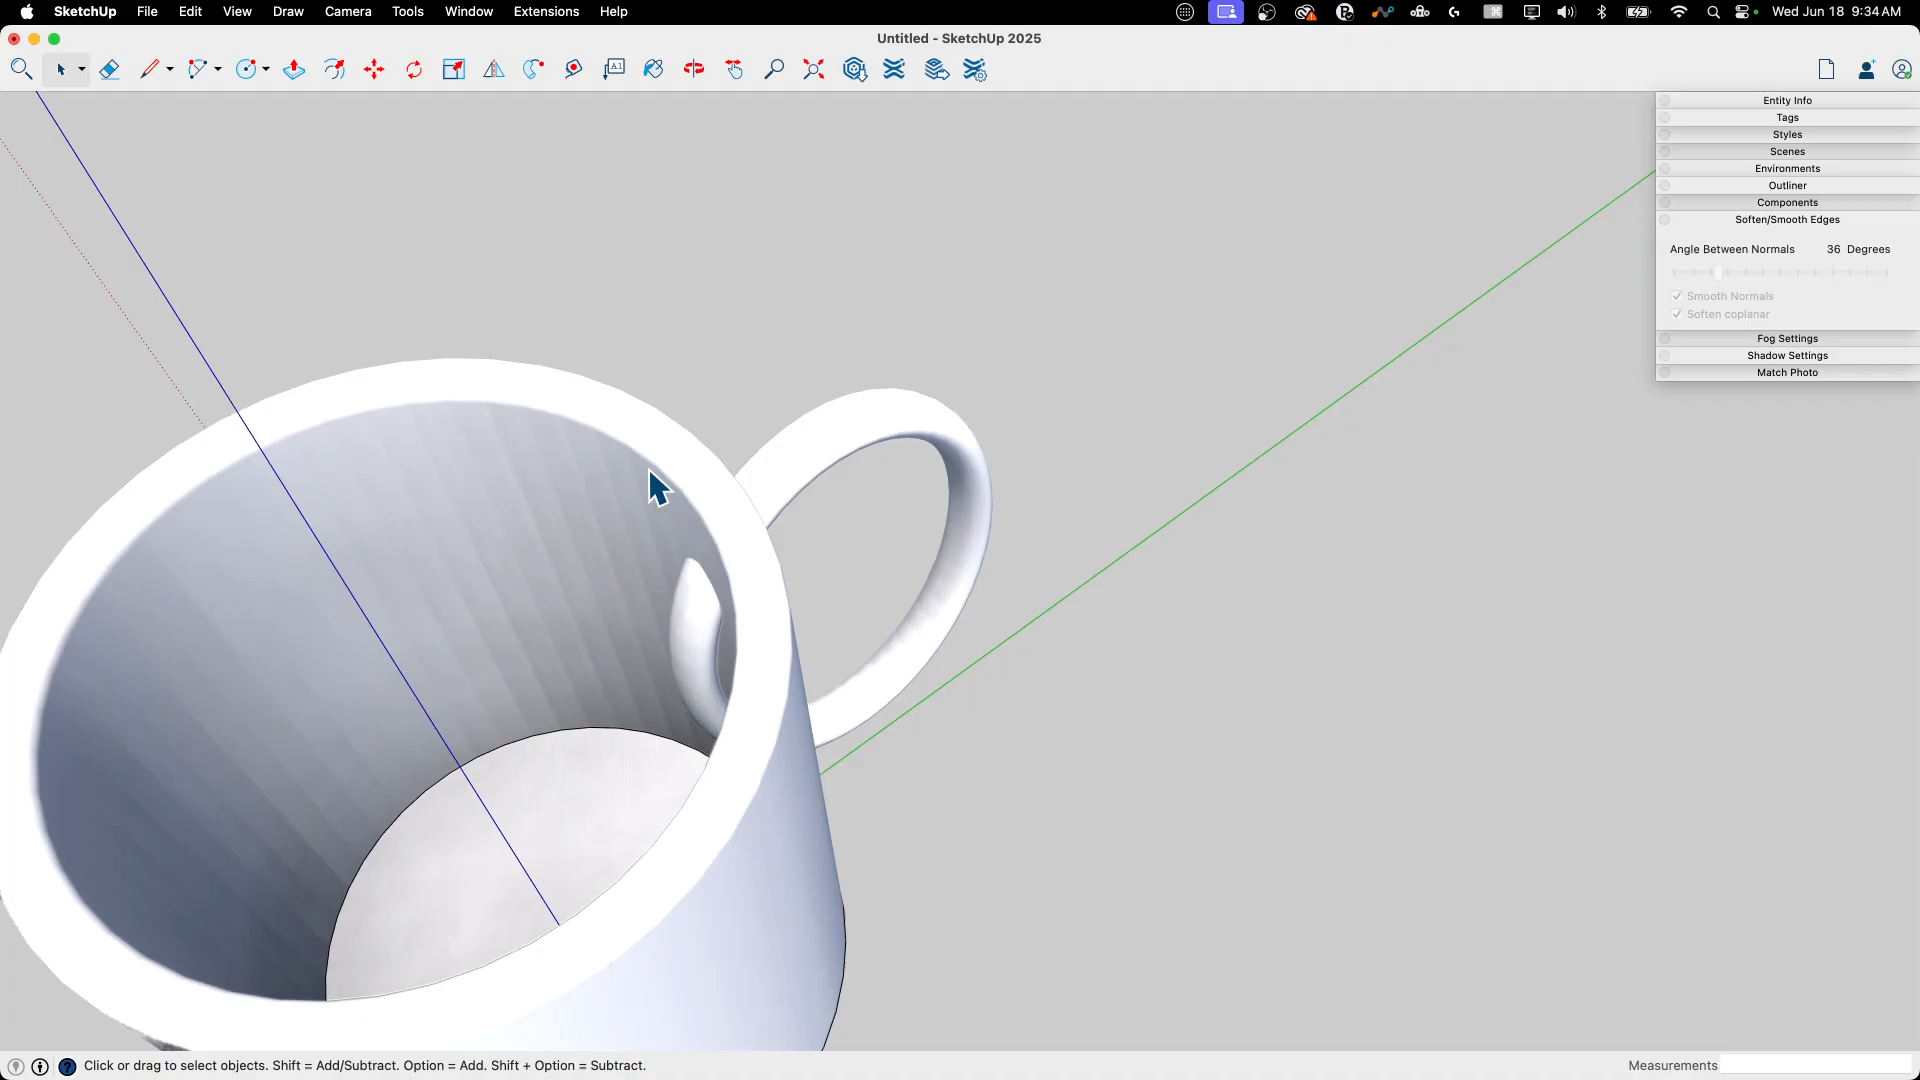 SketchUp File Edit View Draw Camera Tools Window Extensions Help
Wed Jun 18 9:34 AM
Untitled - SketchUp 2025
A1
Entity Info
Tags
Styles
Scenes
Environments
Outliner
Components
Soften/Smooth Edges
Angle Between Normals 36 Degrees
Smooth Normals
Soften coplanar
Fog Settings
Shadow Settings
Match Photo
Click or drag to select objects. Shift = Add/Subtract. Option = Add. Shift + Option = Subtract.
Measurements